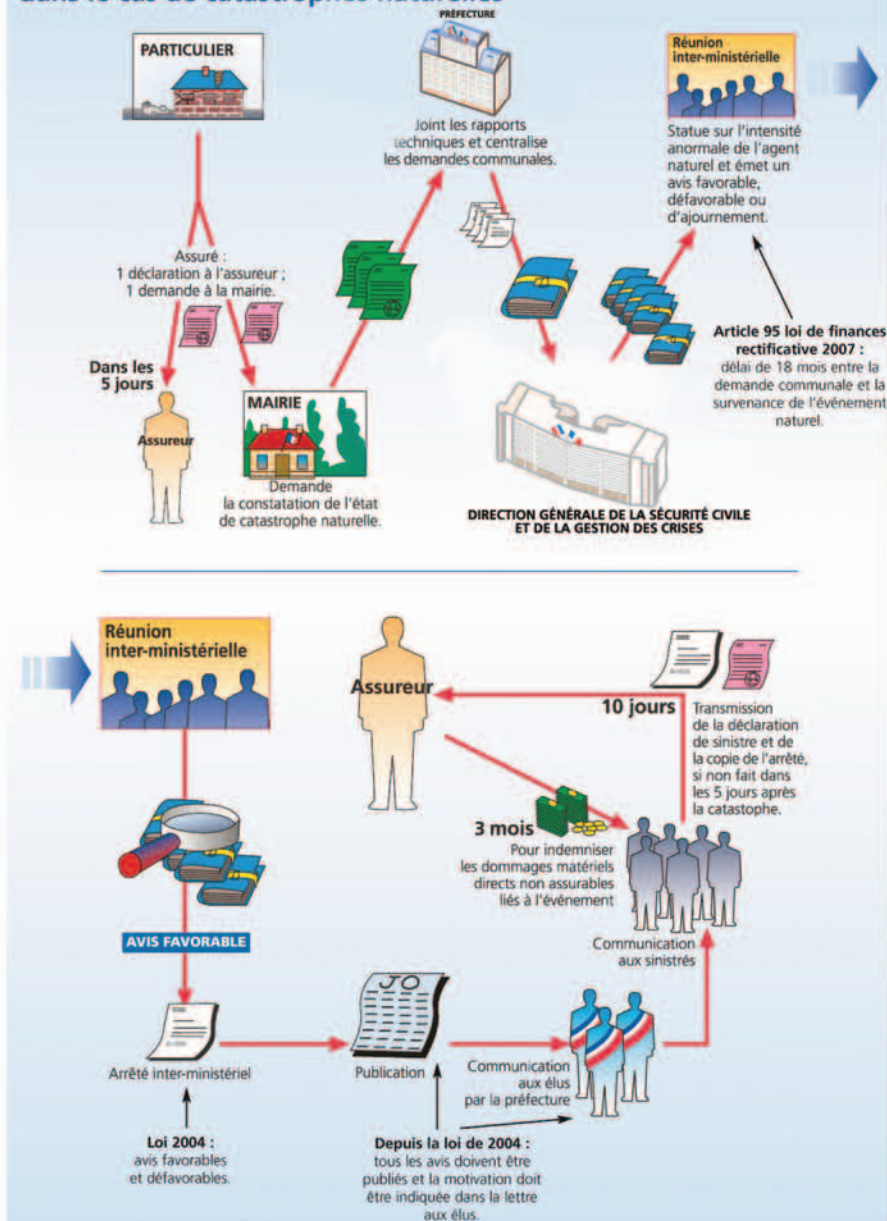 dans le cas de catastrophes naturelles
PRÉFECTURE
PARTICULIER
Réunion
inter-ministérielle
Joint les rapports
techniques et centralise
les demandes communales.
Statue sur l'intensité
anormale de l'agent
naturel et émet un
avis favorable,
défavorable ou
d'ajournement.
Assuré :
1 déclaration à l'assureur ;
1 demande à la mairie.
Dans les
5 jours
Assureur
MAIRIE
Demande
la constatation de l'état
de catastrophe naturelle.
Article 95 loi de finances
rectificative 2007 :
délai de 18 mois entre la
demande communale et la
survenance de l'événement
naturel.
DIRECTION GÉNÉRALE DE LA SÉCURITÉ CIVILE
ET DE LA GESTION DES CRISES
Réunion
inter-ministérielle
Assureur
10 jours
Transmission
de la déclaration
de sinistre et de
la copie de l'arrêté,
si non fait dans
les 5 jours après
la catastophe.
3 mois
Pour indemniser
les dommages matériels
directs non assurables
liés à l'événement
Communication
aux sinistrés
AVIS FAVORABLE
Arrêté inter-ministériel
JO
Publication
Communication
aux élus
par la préfecture
Loi 2004 :
avis favorables
et défavorables.
Depuis la loi de 2004 :
tous les avis doivent être
publiés et la motivation doit
être indiquée dans la lettre
aux élus.